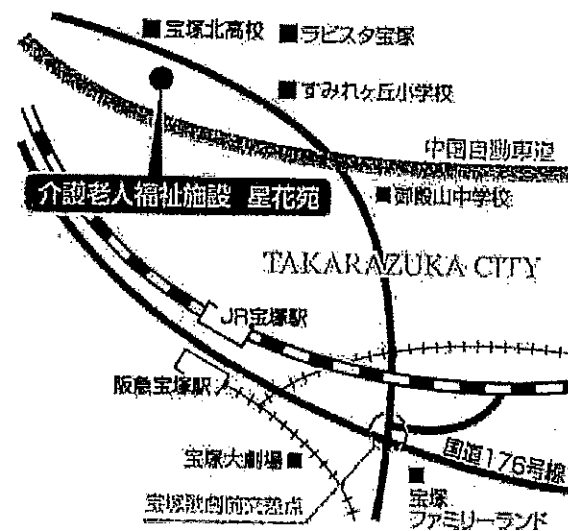 ■宝塚北高校 ■ラビスタ宝塚
■すみれヶ丘小学校
中国自動車道
介護老人福祉施設 星花苑
■御殿山中学校
TAKARAZUKA CITY
JR宝塚駅
阪急宝塚駅
国道176号線
宝塚大劇場■
宝塚歌劇前交差点
■
宝塚
ファミリーランド